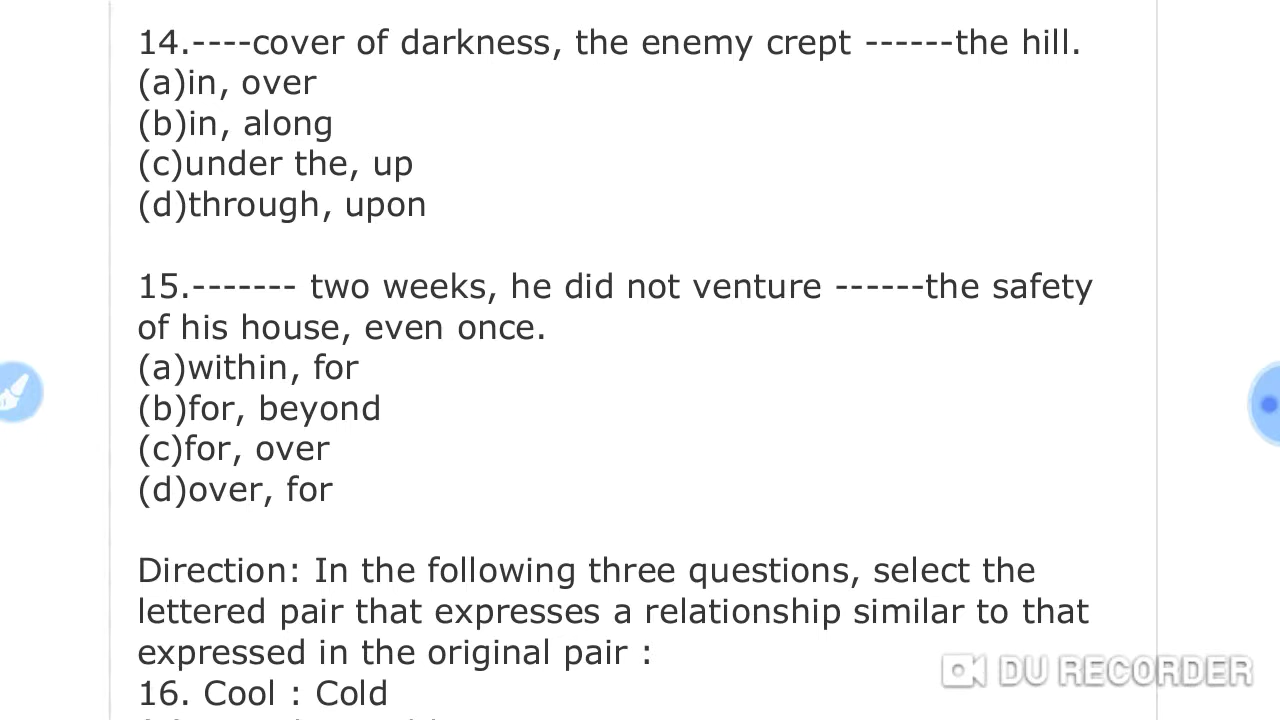 14.----cover of darkness, the enemy crept ------the hill.
(a)in, over
(b)in, along
(c)under the, up
(d)through, upon
15.------- two weeks, he did not venture ------the safety
of his house, even once.
(a)within, for
(b)for, beyond
(c)for, over
(d)over, for
Direction: In the following three questions, select the
lettered pair that expresses a relationship similar to that
expressed in the original pair :
16. Cool : Cold
DU RECORDER